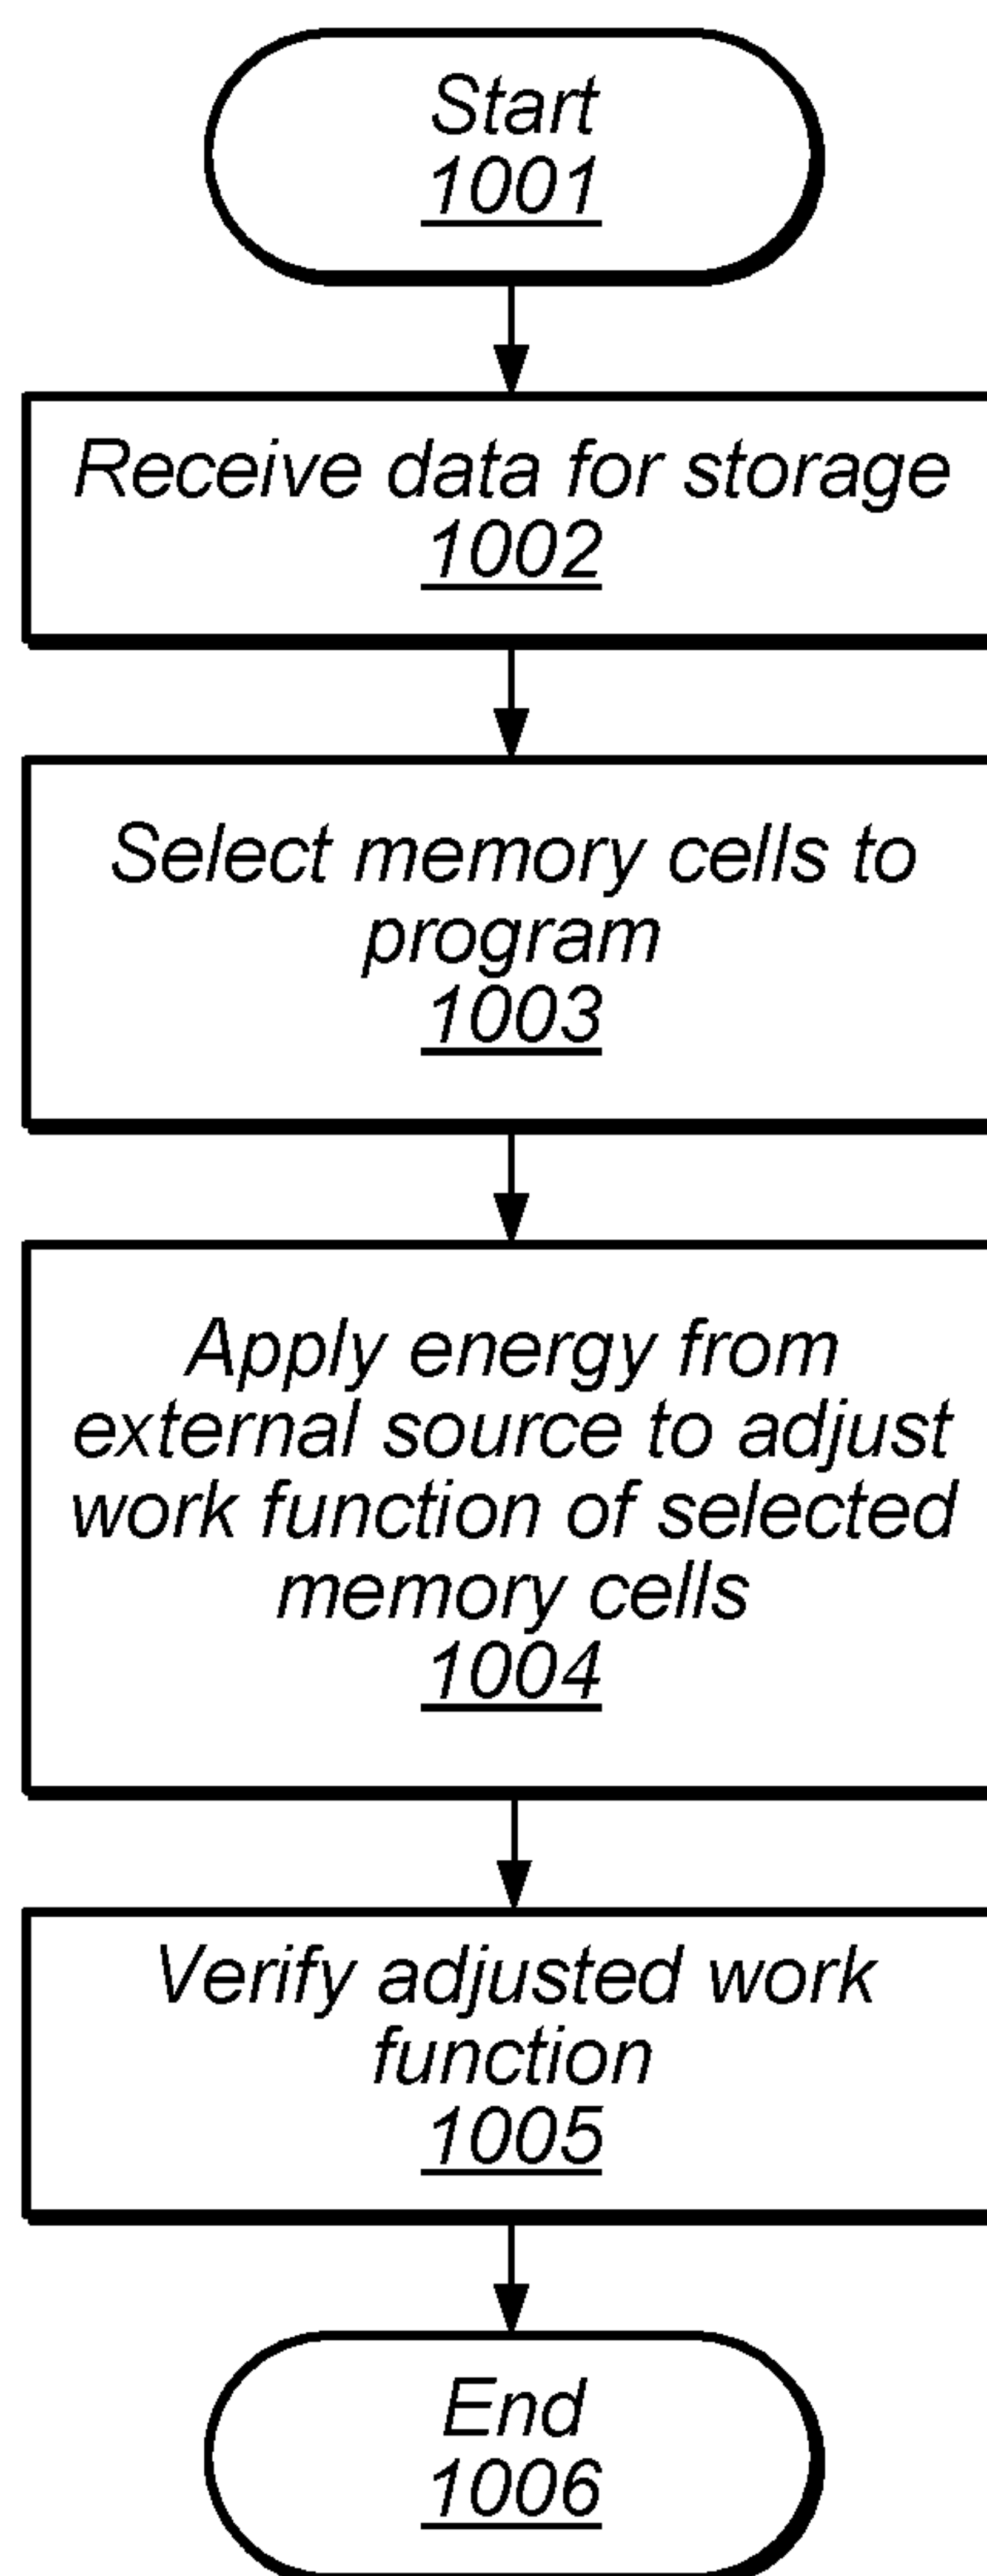 Start
1001
Receive data for storage
1002
Select memory cells to
program
1003
Apply energy from
external source to adjust
work function of selected
memory cells
1004
Verify adjusted work
function
1005
End
1006